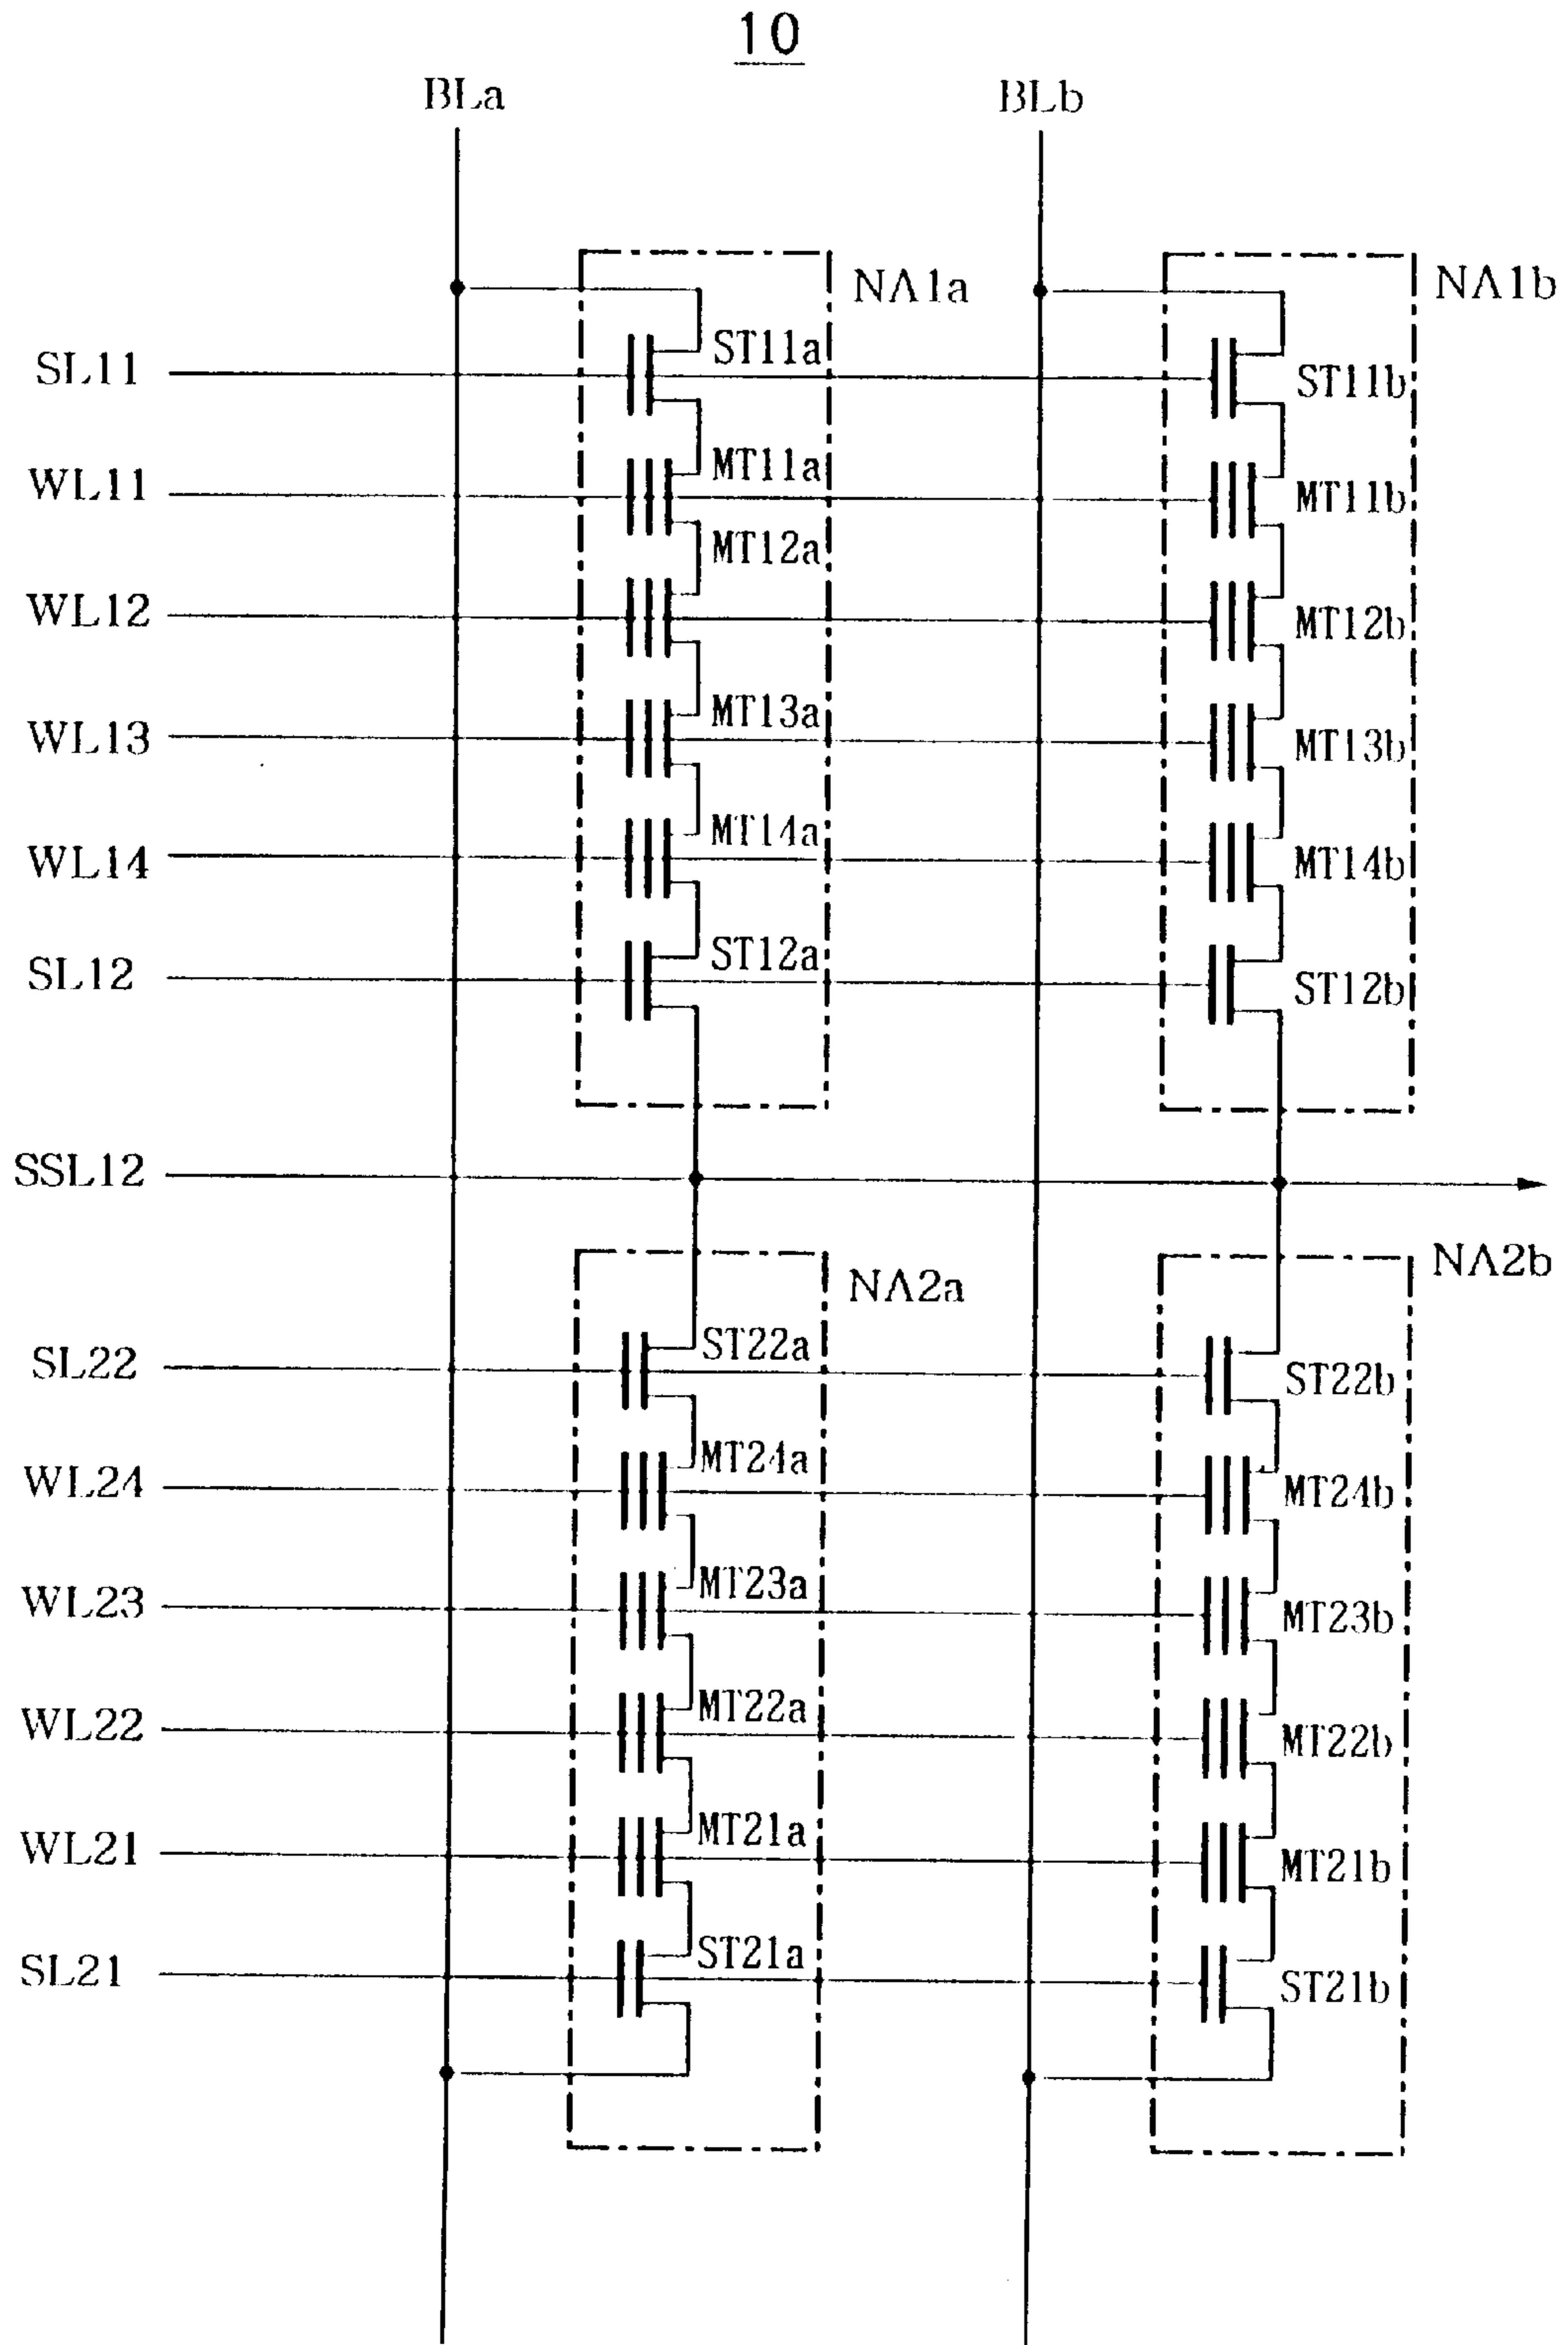 10
BLa BLb
NA1a NA1b
SL11 ST11a ST11b
WL11 MT11a MT11b
MT12a
WL12 MT12b
WL13 MT13a MT13b
WL14 MT14a MT14b
SL12 ST12a ST12b
SSL12
NA2a NA2b
SL22 ST22a ST22b
WL24 MT24a MT24b
WL23 MT23a MT23b
WL22 MT22a MT22b
WL21 MT21a MT21b
SL21 ST21a ST21b